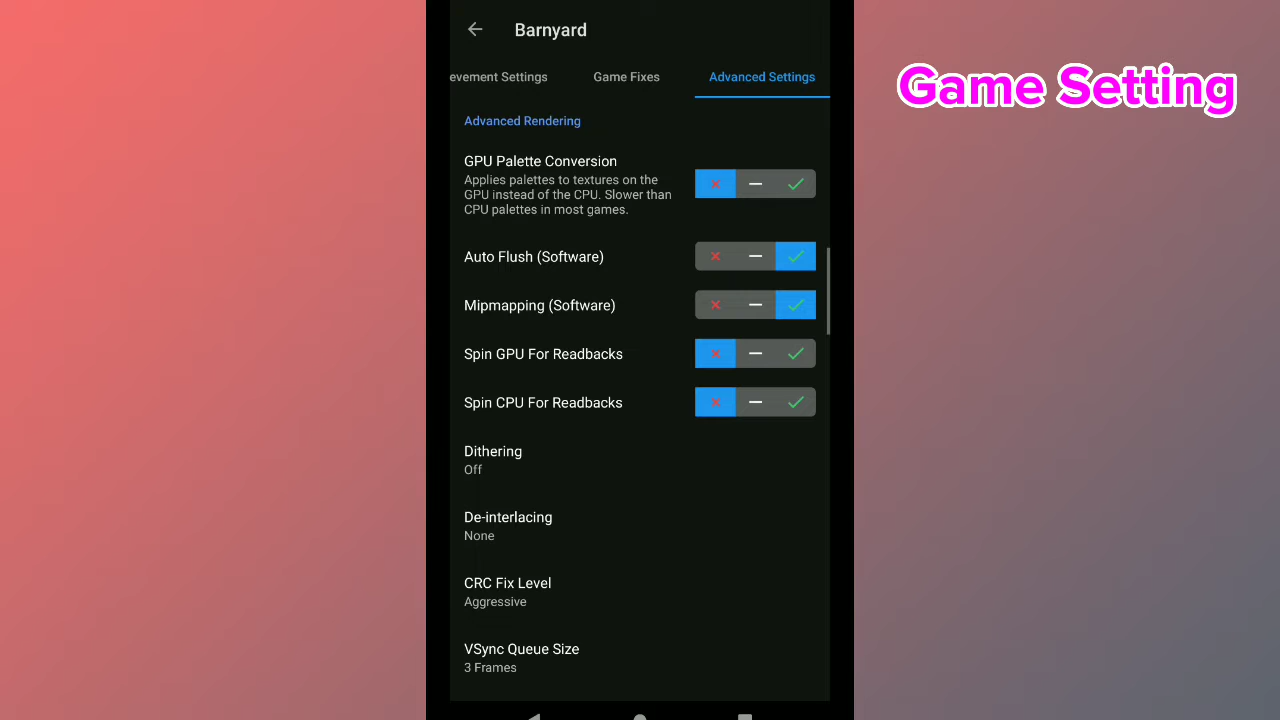 Barnyard
Game Setting
evement Settings
Game Fixes
Advanced Settings
Advanced Rendering
GPU Palette Conversion
Applies palettes to textures on the
GPU instead of the CPU. Slower than
CPU palettes in most games.
Auto Flush (Software)
Mipmapping (Software)
Spin GPU For Readbacks
Spin CPU For Readbacks
Dithering
Off
De-interlacing
None
CRC Fix Level
Aggressive
VSync Queue Size
3 Frames